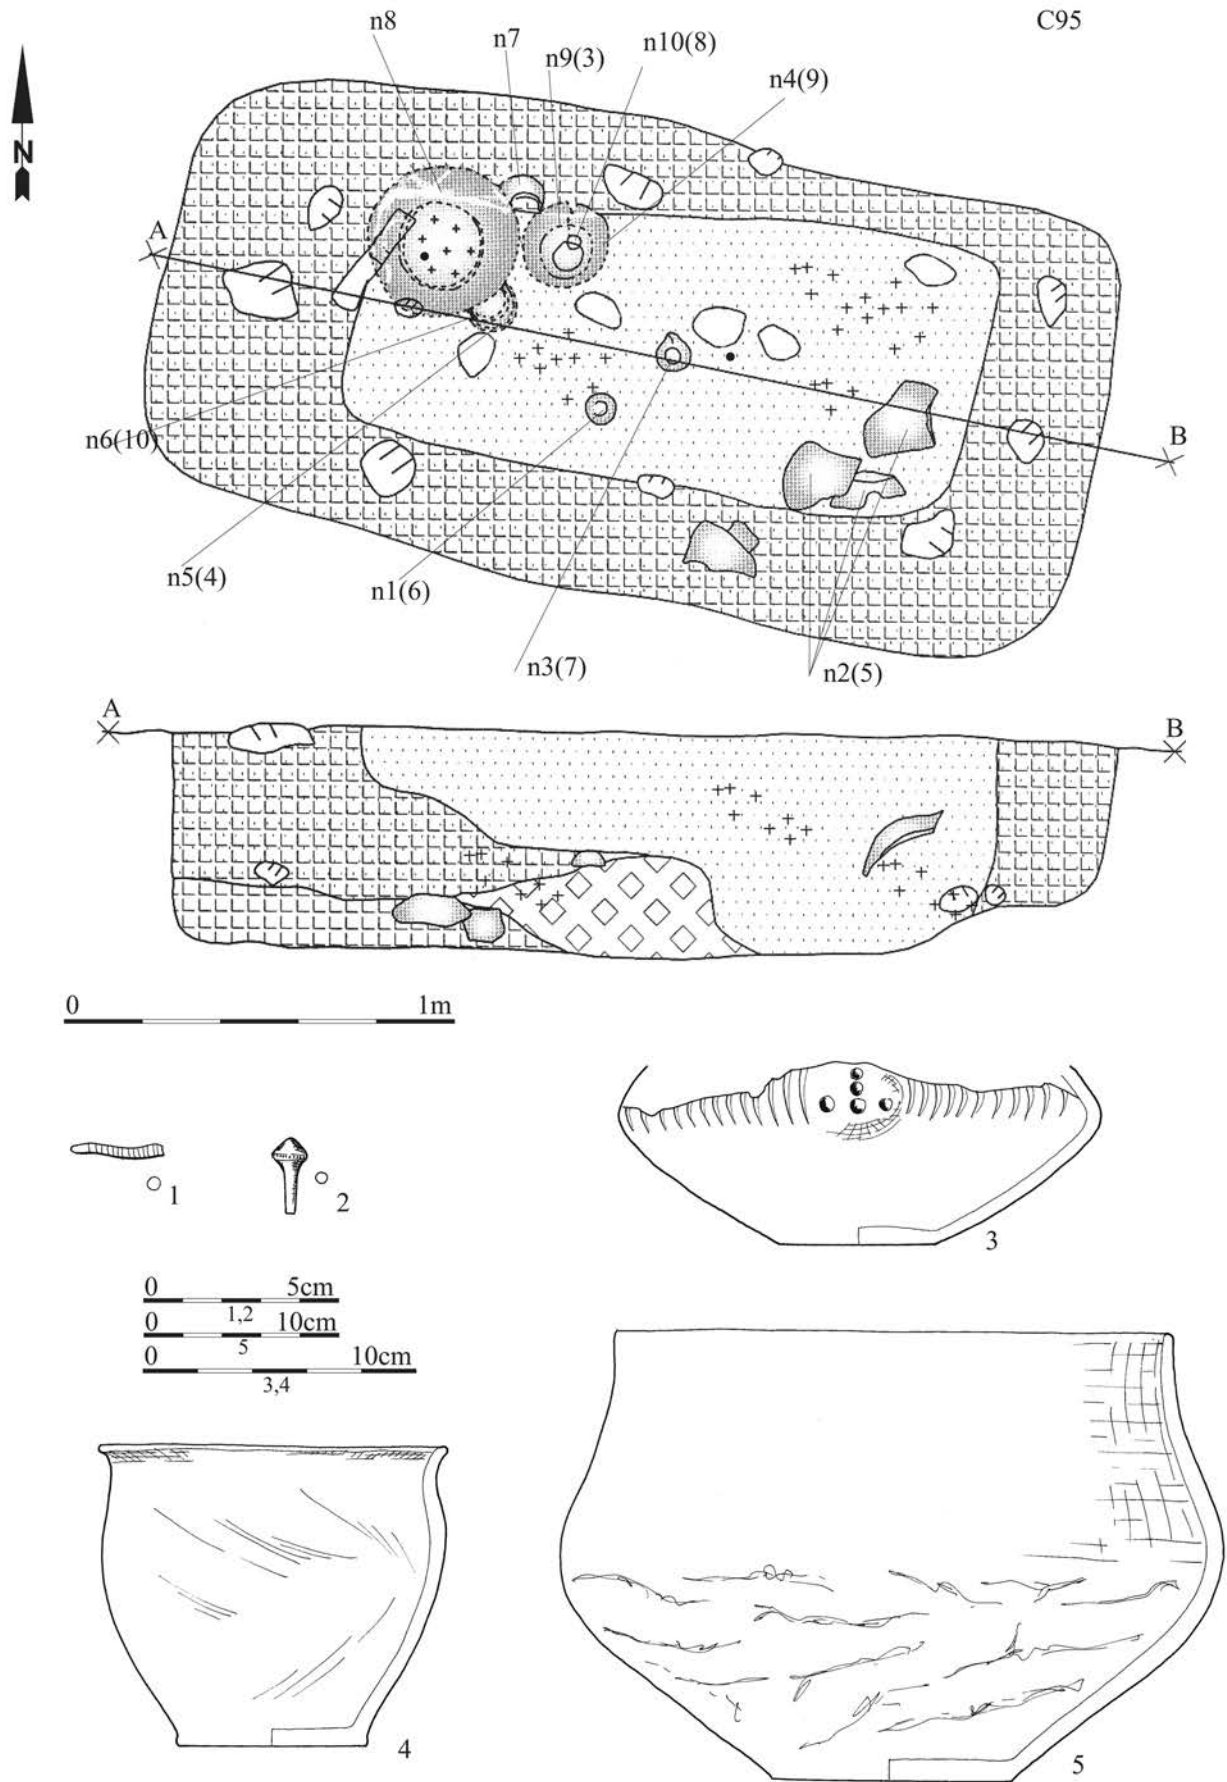 C95
n8
n7
n9(3)
n10(8)
n4(9)
N
A
B
n6(10)
n5(4)
n1(6)
n3(7)
n2(5)
A
B
0 1m
1
2
3
0 5cm
1,2
0 10cm
5
0 10cm
3,4
4
5